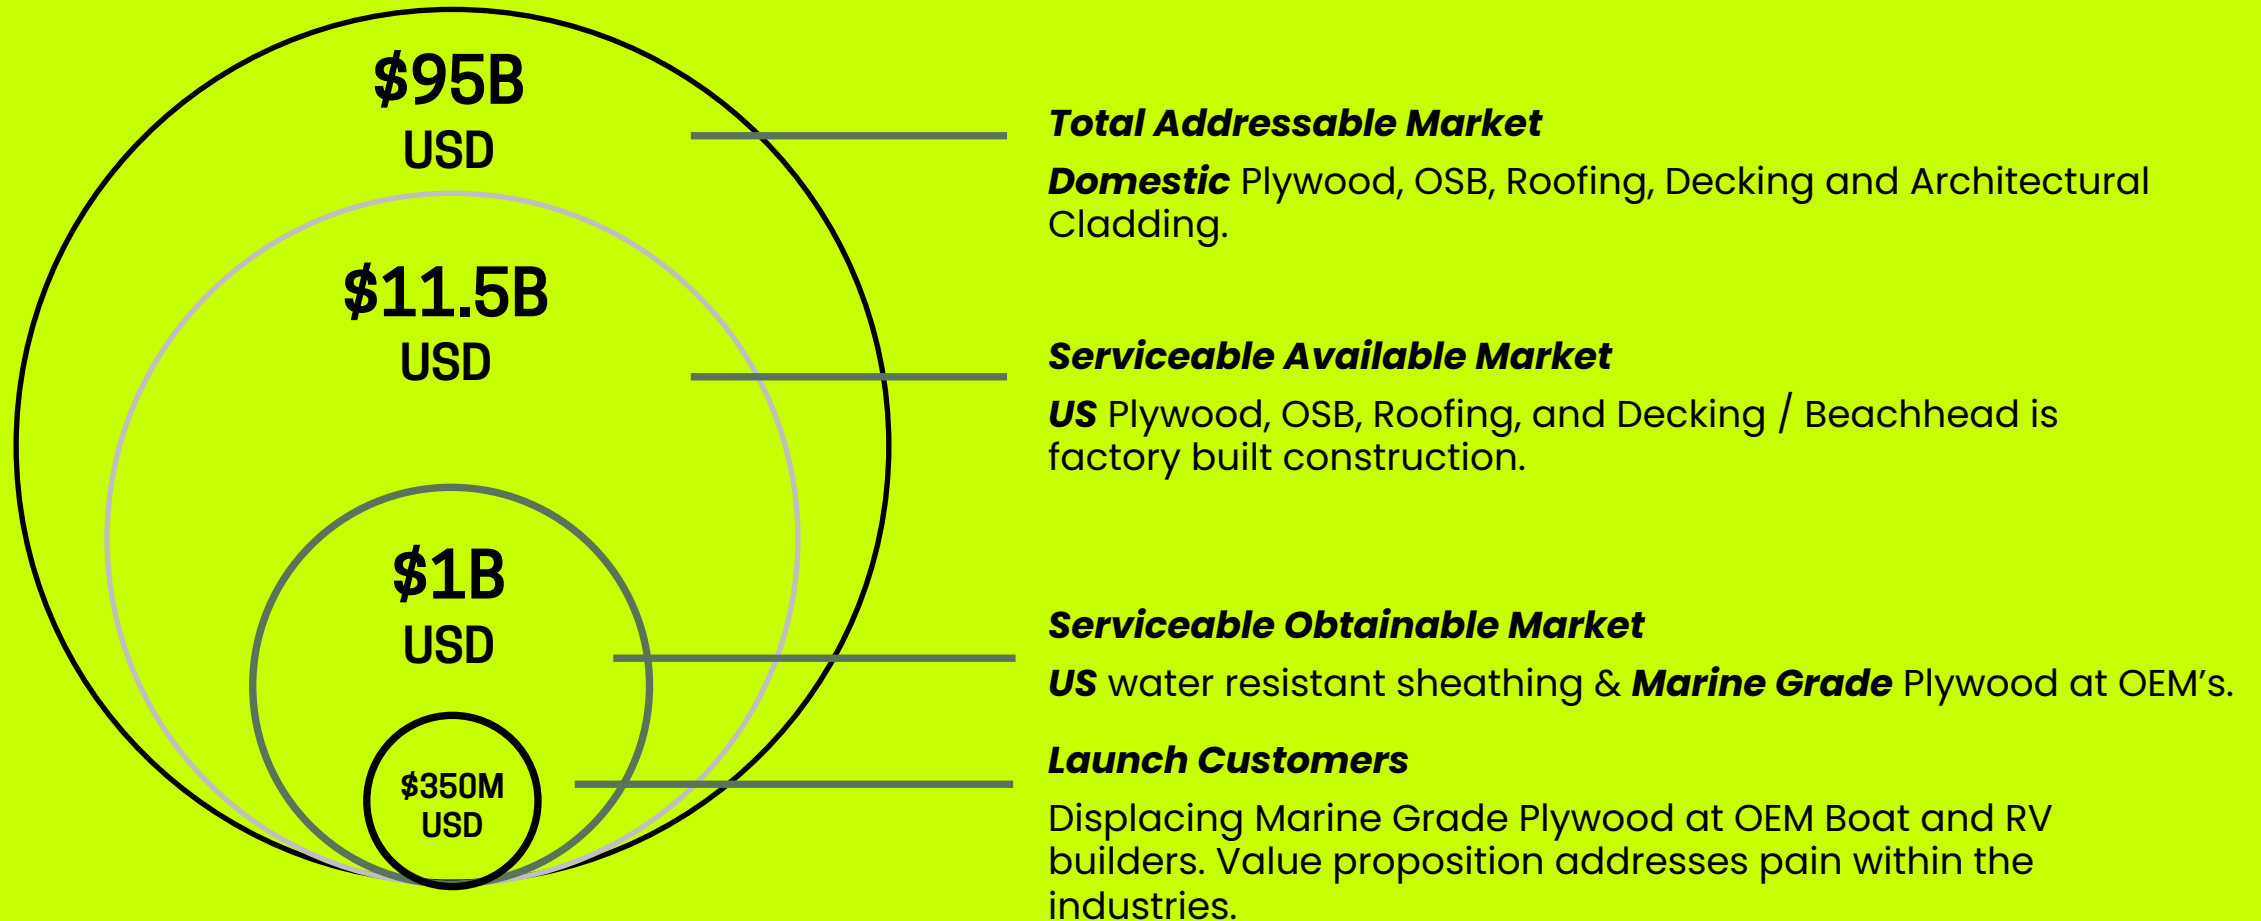 $95B
USD
Total Addressable Market
Domestic Plywood, OSB, Roofing, Decking and Architectural
Cladding.
$11.5B
USD
Serviceable Available Market
US Plywood, OSB, Roofing, and Decking / Beachhead is
factory built construction.
$1B
USD
Serviceable Obtainable Market
US water resistant sheathing & Marine Grade Plywood at OEM’s.
$350M
USD
Launch Customers
Displacing Marine Grade Plywood at OEM Boat and RV
builders. Value proposition addresses pain within the
industries.